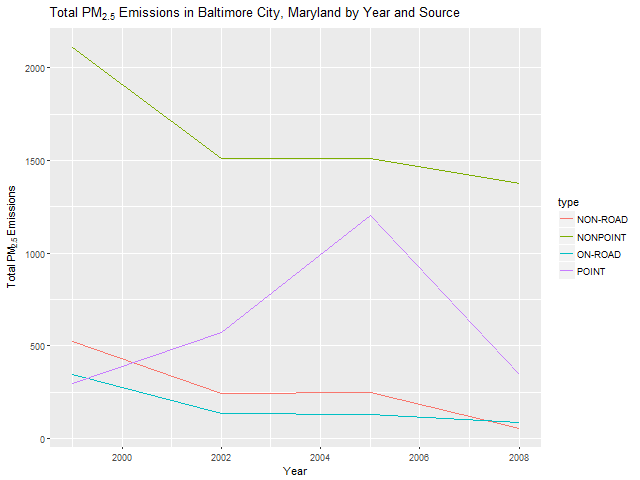 Total PM2.5 Emissions in Baltimore City, Maryland by Year and Source
Total PM2.5 Emissions
2000
1500
1000
500
0
2000
2002
2004
2006
2008
Year
type
NON-ROAD
NONPOINT
ON-ROAD
POINT